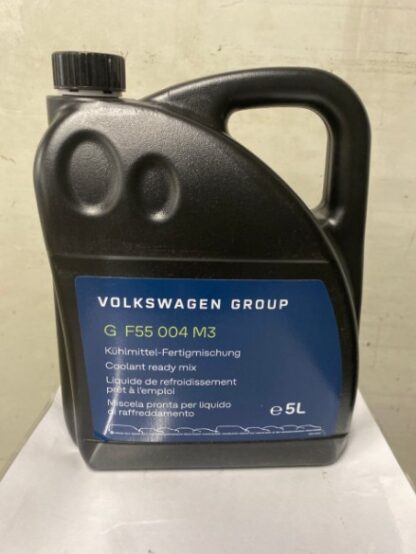 VOLKSWAGEN GROUP
G F55 004 M3
Kühlmittel-Fertigmischung
Coolant ready mix
Liquide de refroidissement
prêt à l'emploi
Miscela pronta per liquido
di raffreddamento
℮ 5L